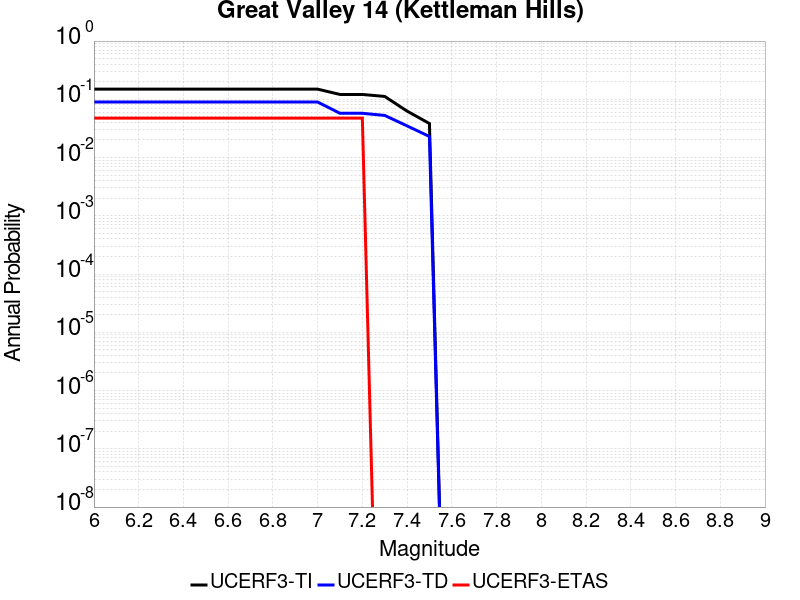 Great Valley 14 (Kettleman Hills)
10^0
10^-1
10^-2
10^-3
10^-4
10^-5
10^-6
10^-7
10^-8
Annual Probability
6 6.2 6.4 6.6 6.8 7 7.2 7.4 7.6 7.8 8 8.2 8.4 8.6 8.8 9
Magnitude
UCERF3-TI UCERF3-TD UCERF3-ETAS